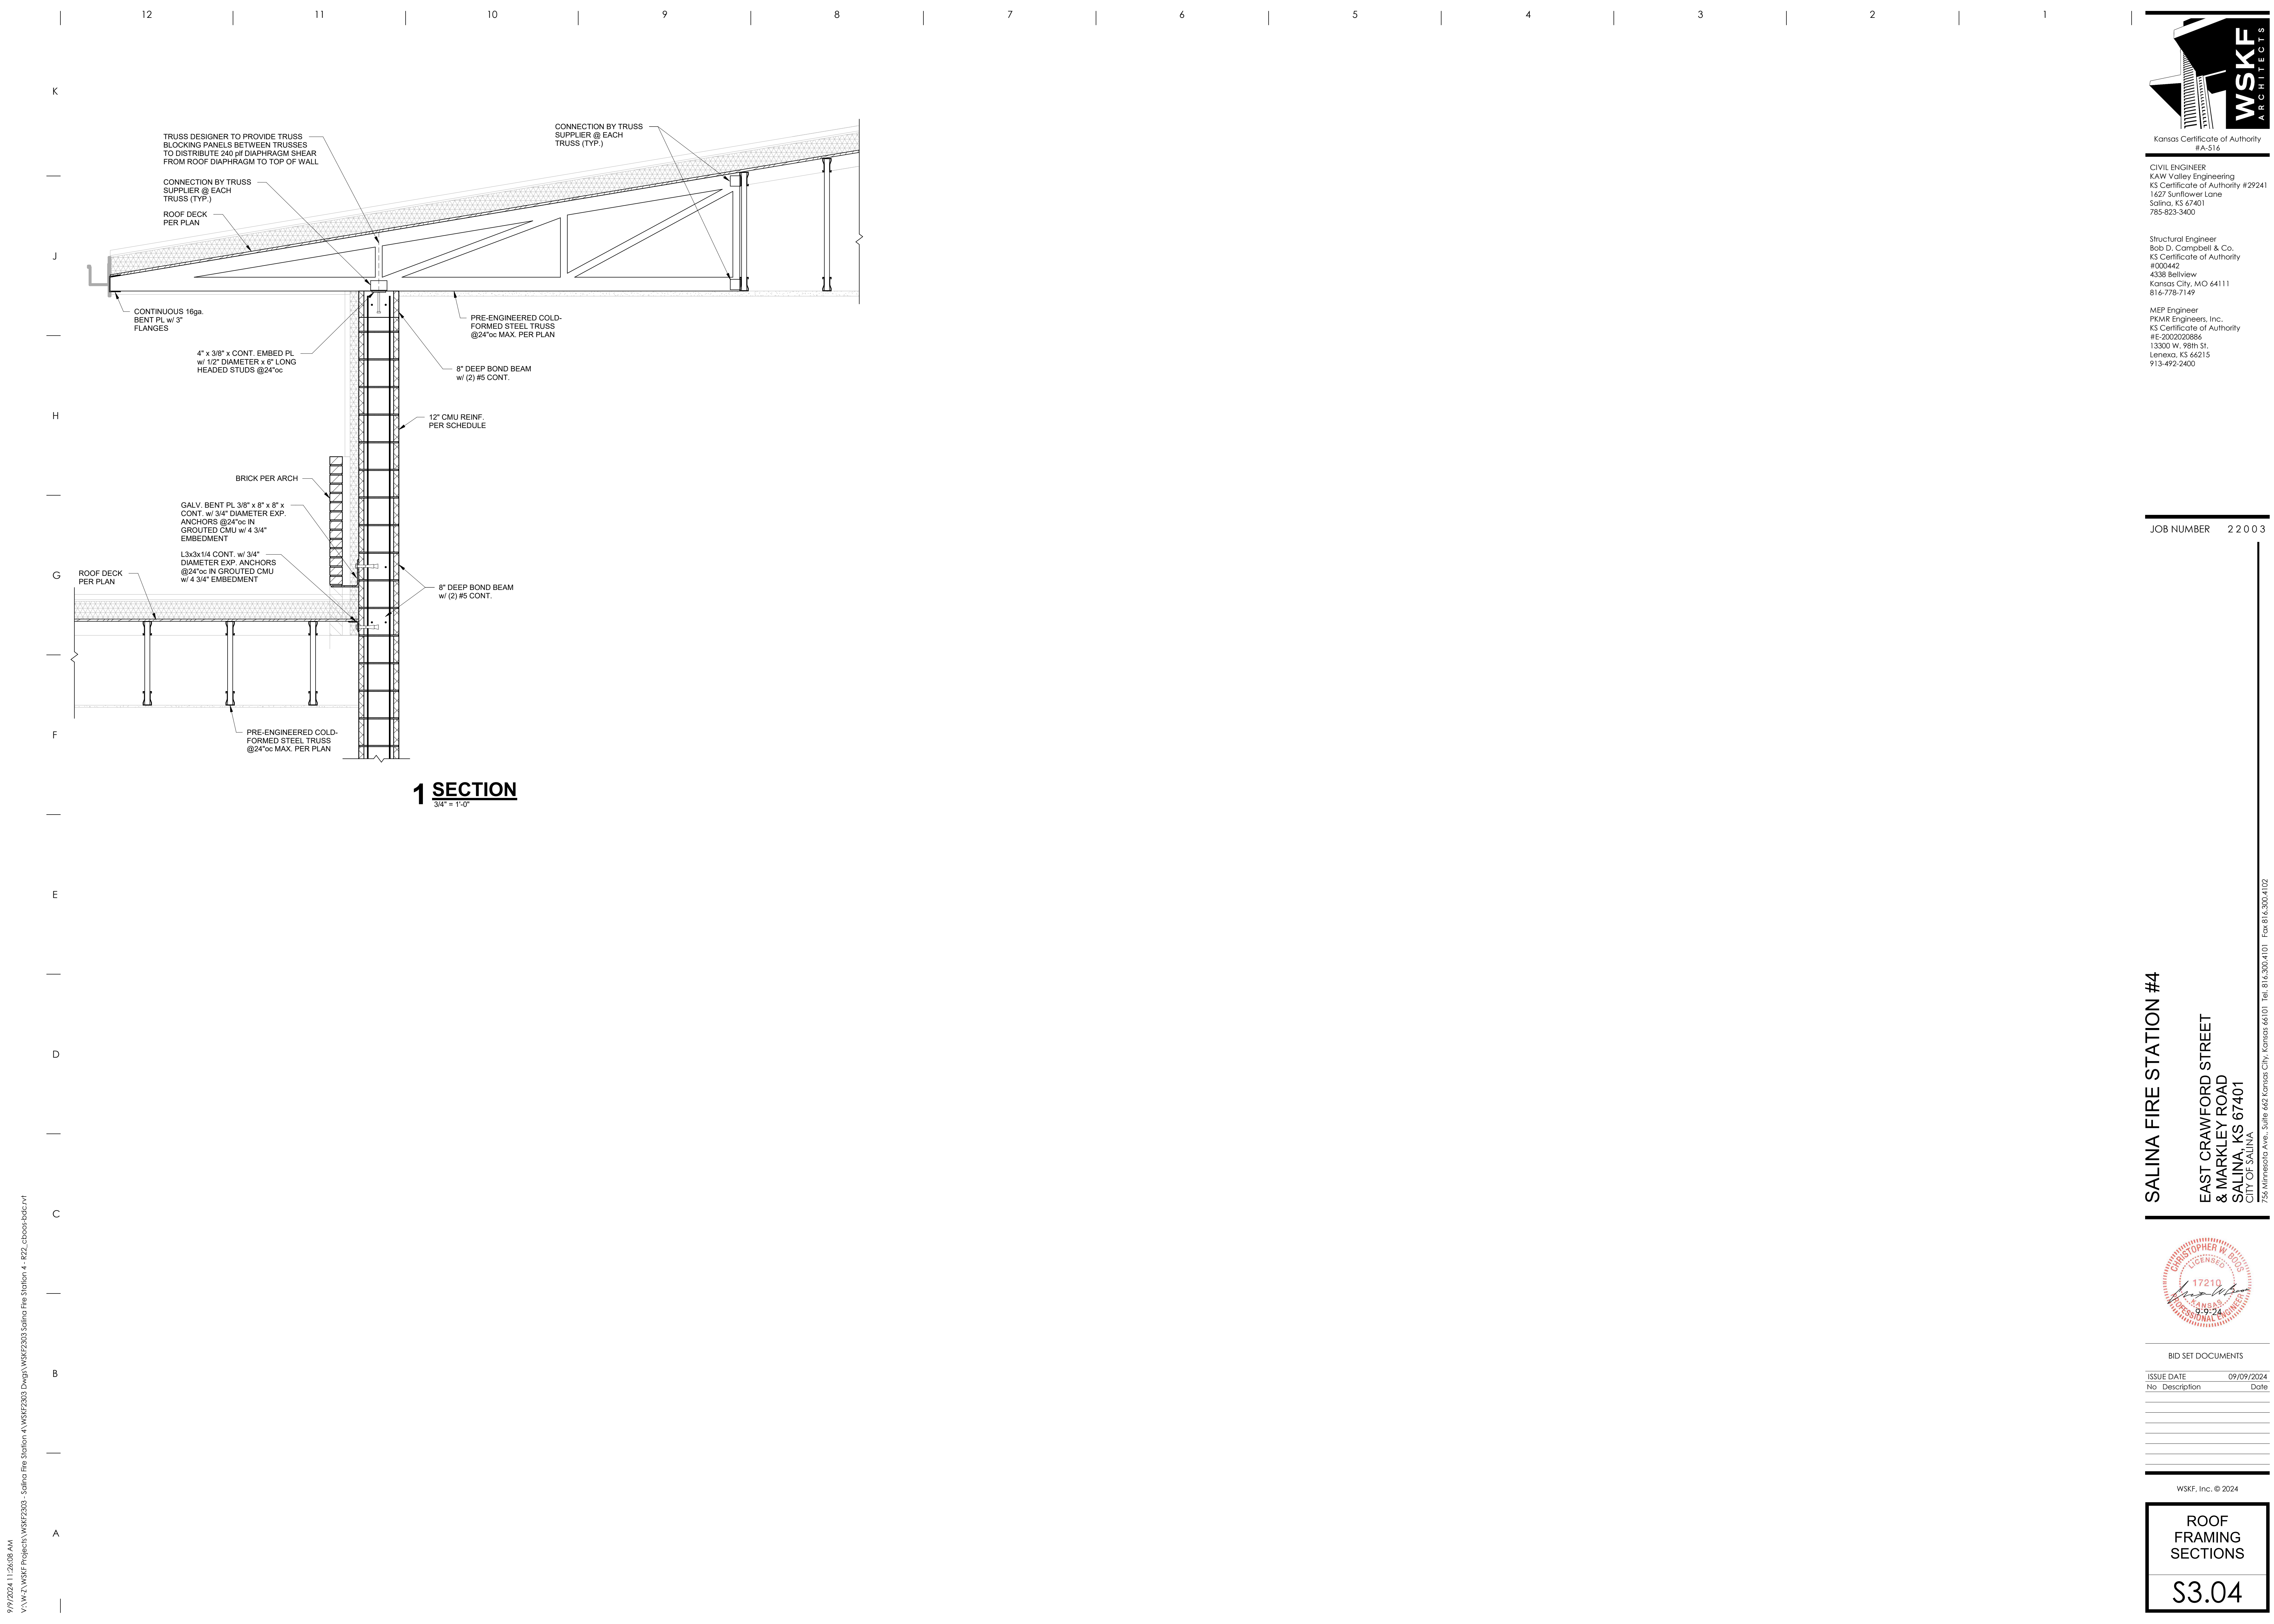 12 11 10 9 8 7 6 5 4 3 2 1
K
J
H
G
F
E
D
C
B
A
TRUSS DESIGNER TO PROVIDE TRUSS
BLOCKING PANELS BETWEEN TRUSSES
TO DISTRIBUTE 240 plf DIAPHRAGM SHEAR
FROM ROOF DIAPHRAGM TO TOP OF WALL
CONNECTION BY TRUSS
SUPPLIER @ EACH
TRUSS (TYP.)
ROOF DECK
PER PLAN
CONNECTION BY TRUSS
SUPPLIER @ EACH
TRUSS (TYP.)
CONTINUOUS 16ga.
BENT PL w/ 3"
FLANGES
PRE-ENGINEERED COLD-
FORMED STEEL TRUSS
@24"oc MAX. PER PLAN
4" x 3/8" x CONT. EMBED PL
w/ 1/2" DIAMETER x 6" LONG
HEADED STUDS @24"oc
8" DEEP BOND BEAM
w/ (2) #5 CONT.
12" CMU REINF.
PER SCHEDULE
BRICK PER ARCH
GALV. BENT PL 3/8" x 8" x 8" x
CONT. w/ 3/4" DIAMETER EXP.
ANCHORS @24"oc IN
GROUTED CMU w/ 4 3/4"
EMBEDMENT
L3x3x1/4 CONT. w/ 3/4"
DIAMETER EXP. ANCHORS
@24"oc IN GROUTED CMU
w/ 4 3/4" EMBEDMENT
ROOF DECK
PER PLAN
8" DEEP BOND BEAM
w/ (2) #5 CONT.
PRE-ENGINEERED COLD-
FORMED STEEL TRUSS
@24"oc MAX. PER PLAN
1 SECTION
3/4" = 1'-0"
9/9/2024 11:26:08 AM
V:\W-Z\WSKF Projects\WSKF2303 - Salina Fire Station 4\WSKF2303 Dwgs\WSKF2303 Salina Fire Station 4 - R22_cboos-bdc.rvt
WSKF
ARCHITECTS
Kansas Certificate of Authority
#A-516
CIVIL ENGINEER
KAW Valley Engineering
KS Certificate of Authority #29241
1627 Sunflower Lane
Salina, KS 67401
785-823-3400
Structural Engineer
Bob D. Campbell & Co.
KS Certificate of Authority
#000442
4338 Bellview
Kansas City, MO 64111
816-778-7149
MEP Engineer
PKMR Engineers, Inc.
KS Certificate of Authority
#E-2002020886
13300 W. 98th St.
Lenexa, KS 66215
913-492-2400
JOB NUMBER 22003
SALINA FIRE STATION #4
EAST CRAWFORD STREET
& MARKLEY ROAD
SALINA, KS 67401
CITY OF SALINA
756 Minnesota Ave., Suite 662 Kansas City, Kansas 66101 Tel. 816.300.4101 Fax 816.300.4102
CHRISTOPHER W. BOOS
LICENSED
17210
KANSAS
9-9-24
PROFESSIONAL ENGINEER
BID SET DOCUMENTS
ISSUE DATE 09/09/2024
No Description Date
WSKF, Inc. © 2024
ROOF
FRAMING
SECTIONS
S3.04